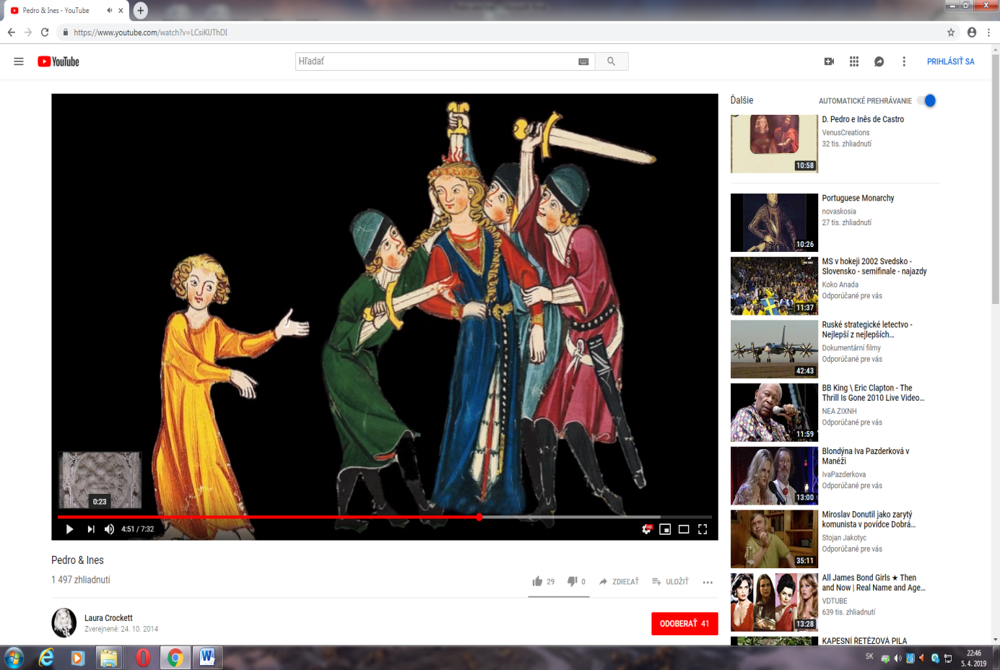 Pedro & Ines - YouTube
https://www.youtube.com/watch?v=LCsiKlJThDI
YouTube
Hľadať
PRIHLÁSIŤ SA
0:23
4:51 / 7:32
HD
Pedro & Ines
1 497 zhliadnutí
29
0
ZDIEĽAŤ
ULOŽIŤ
Laura Crockett
Zverejnené: 24. 10. 2014
ODOBERAŤ 41
Ďalšie
AUTOMATICKÉ PREHRÁVANIE
D. Pedro e Inês de Castro
VenusCreations
32 tis. zhliadnutí
10:58
Portuguese Monarchy
novaskosia
27 tis. zhliadnutí
10:26
MS v hokeji 2002 Svedsko -
Slovensko - semifinale - najazdy
Koko Anada
Odporúčané pre vás
11:37
Ruské strategické letectvo -
Nejlepší z nejlepších...
Dokumentární filmy
Odporúčané pre vás
42:43
BB King \ Eric Clapton - The
Thrill Is Gone 2010 Live Video...
NEA ZIXNH
Odporúčané pre vás
11:59
Blondýna Iva Pazderková v
Manéži
IvaPazderkova
Odporúčané pre vás
13:00
Miroslav Donutil jako zarytý
komunista v povídce Dobrá...
Stojan Jakotyc
Odporúčané pre vás
35:11
All James Bond Girls ★ Then
and Now | Real Name and Age...
VDTUBE
639 tis. zhliadnutí
13:28
KAPESNÍ ŘETĚZOVÁ PILA
SK
22:46
5. 4. 2019